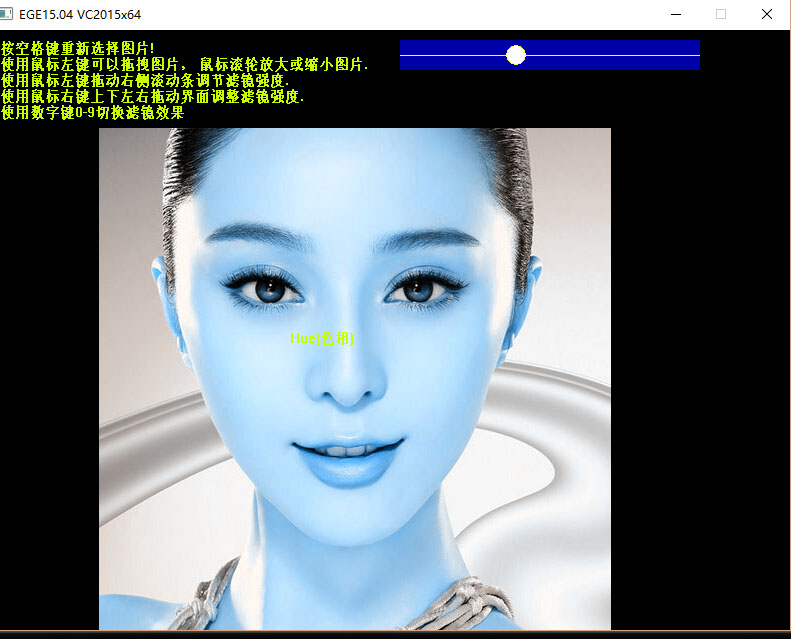 EGE15.04 VC2015x64
按空格键重新选择图片!
使用鼠标左键可以拖拽图片， 鼠标滚轮放大或缩小图片.
使用鼠标左键拖动右侧滚动条调节滤镜强度.
使用鼠标右键上下左右拖动界面调整滤镜强度.
使用数字键0-9切换滤镜效果
Hue(色相)